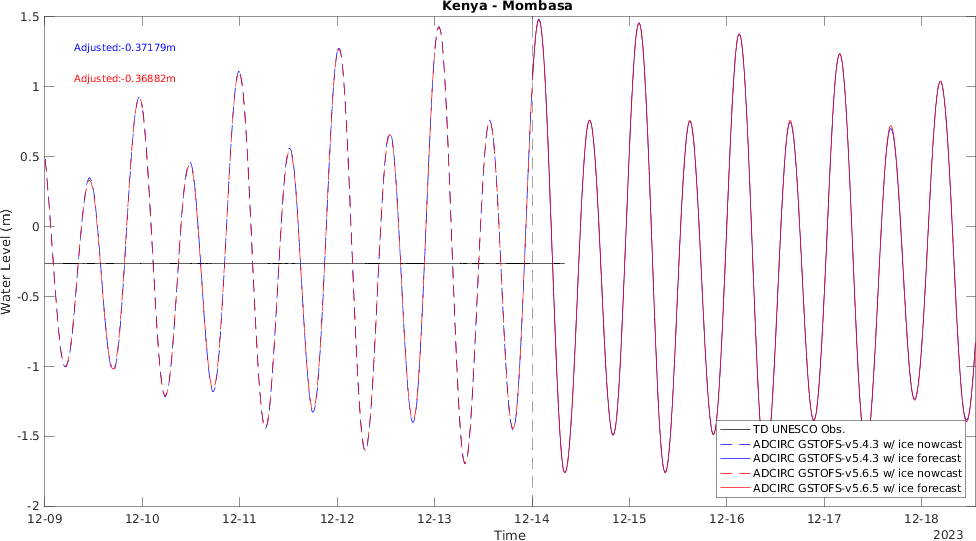 Kenya - Mombasa
Adjusted:-0.37179m
Adjusted:-0.36882m
Water Level (m)
1.5
1
0.5
0
-0.5
-1
-1.5
-2
TD UNESCO Obs.
ADCIRC GSTOFS-v5.4.3 w/ ice nowcast
ADCIRC GSTOFS-v5.4.3 w/ ice forecast
ADCIRC GSTOFS-v5.6.5 w/ ice nowcast
ADCIRC GSTOFS-v5.6.5 w/ ice forecast
12-09 12-10 12-11 12-12 12-13 12-14 12-15 12-16 12-17 12-18
Time
2023